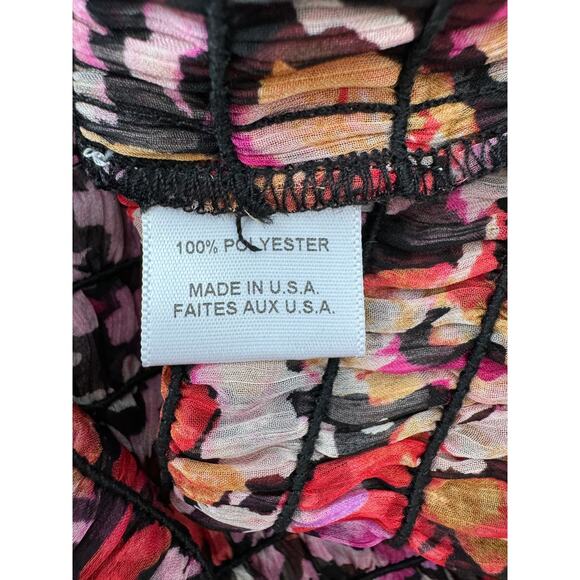 100% POLYESTER
MADE IN U.S.A.
FAITES AUX U.S.A.